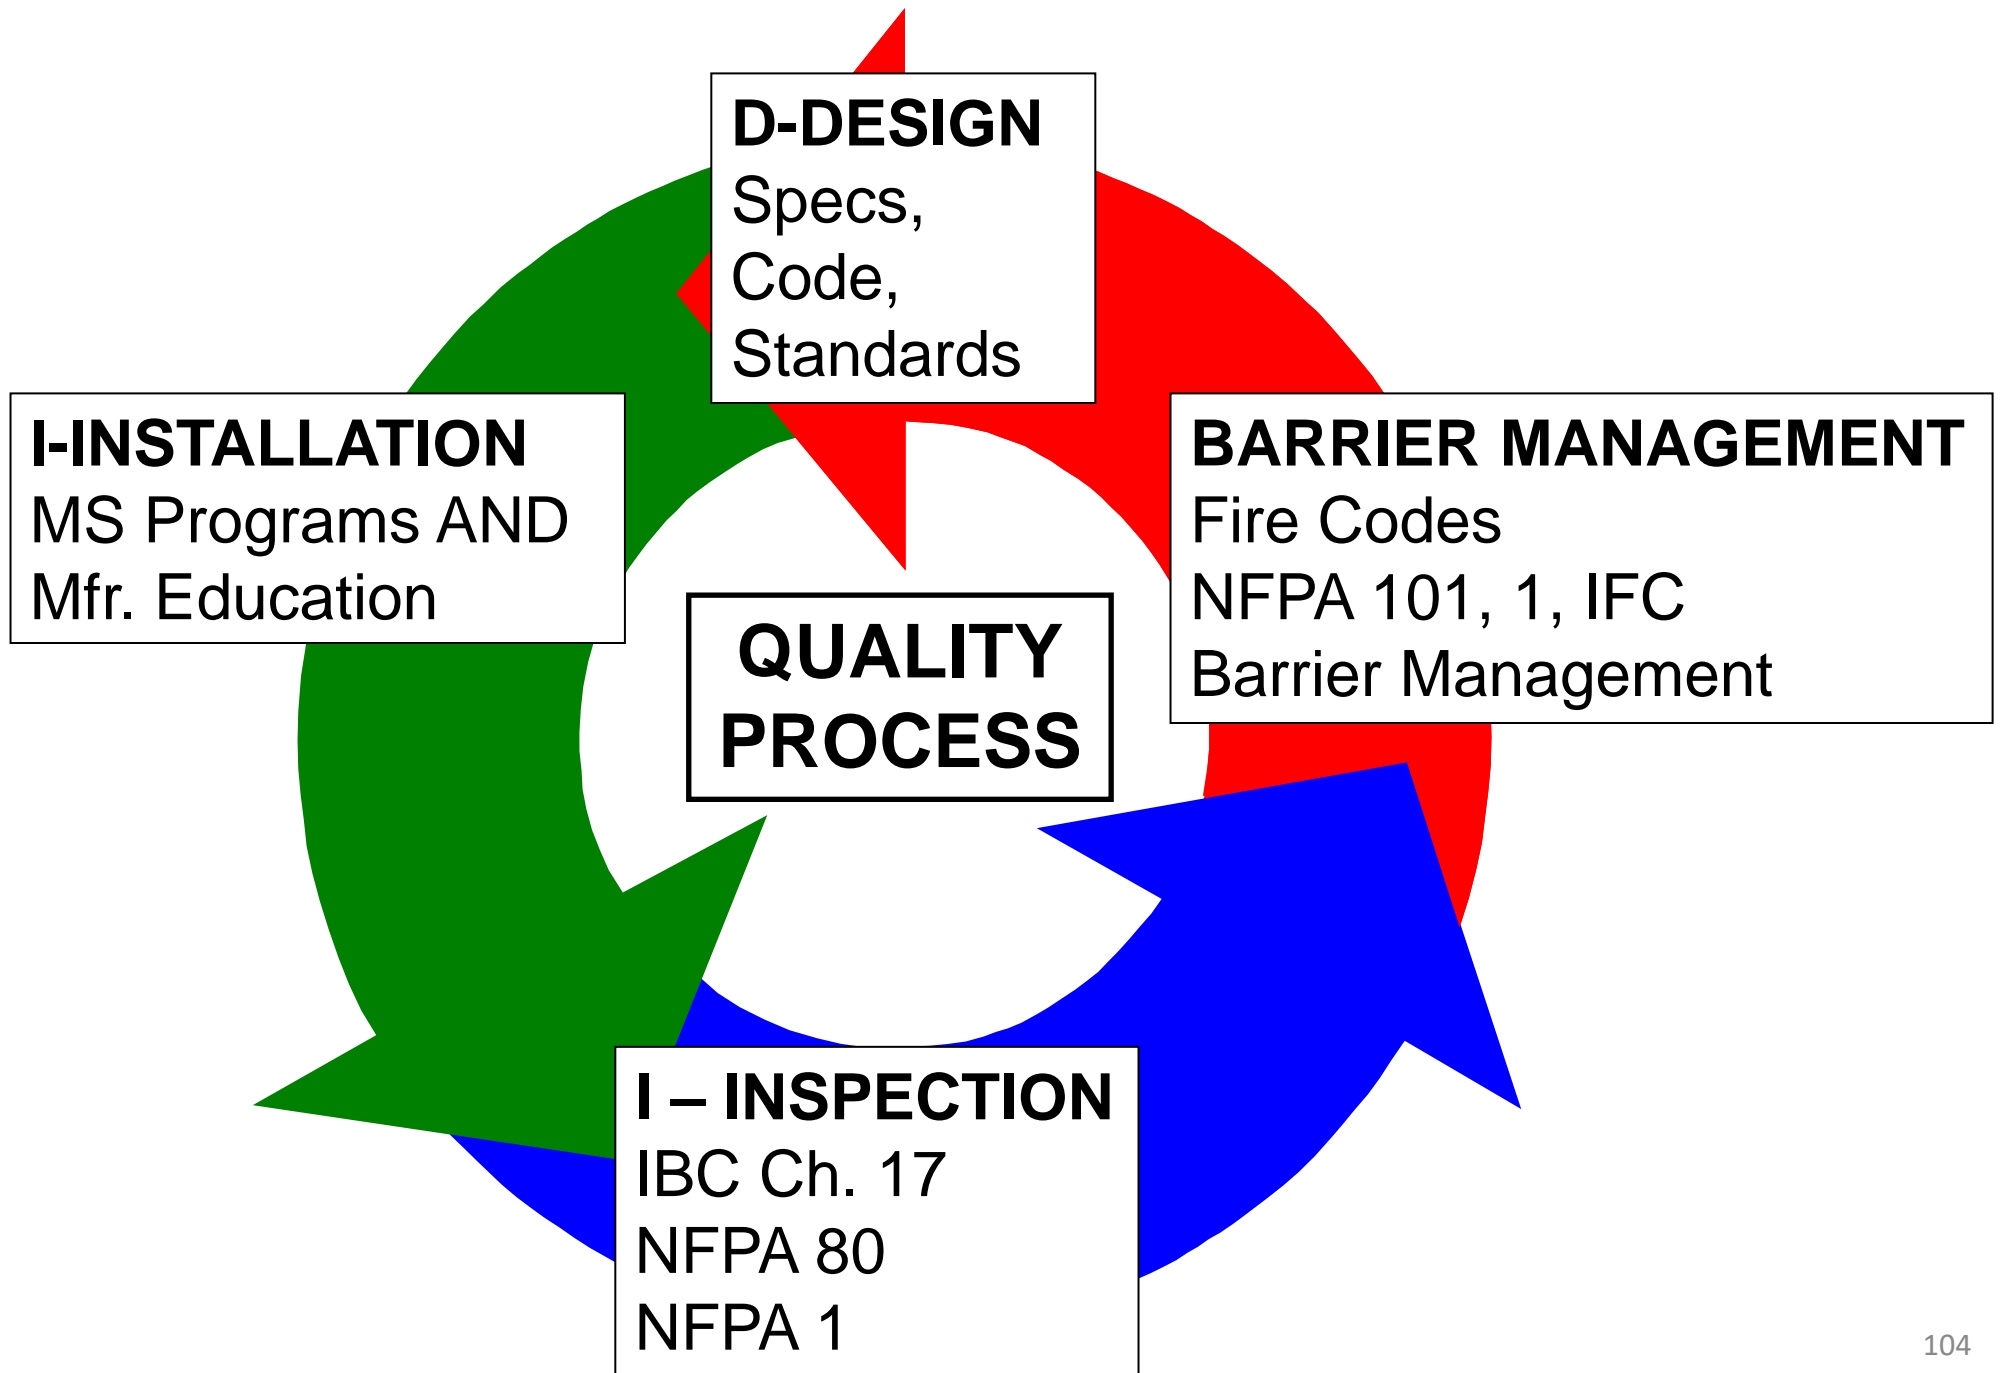 D-DESIGN
Specs,
Code,
Standards
I-INSTALLATION
MS Programs AND
Mfr. Education
BARRIER MANAGEMENT
Fire Codes
NFPA 101, 1, IFC
Barrier Management
QUALITY
PROCESS
I – INSPECTION
IBC Ch. 17
NFPA 80
NFPA 1
104